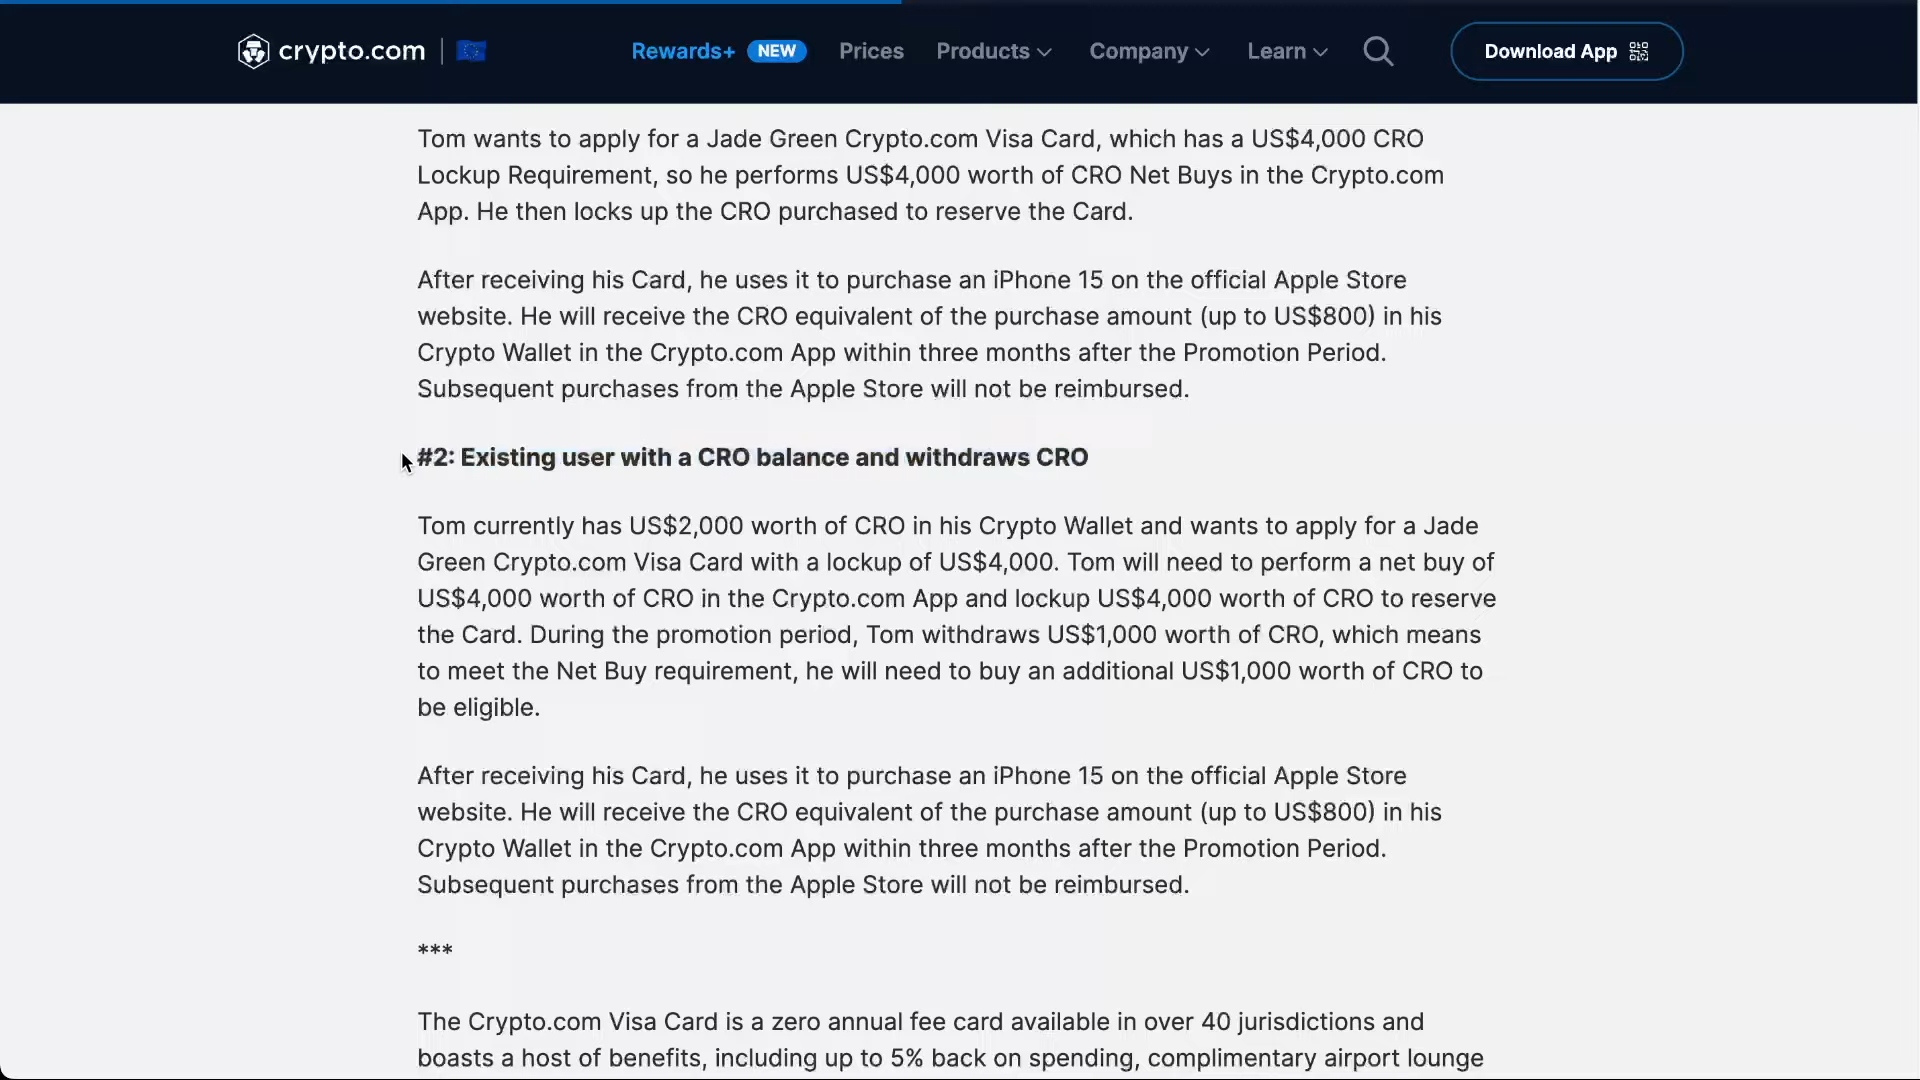 crypto.com
Rewards+ NEW Prices Products Company Learn Download App
Tom wants to apply for a Jade Green Crypto.com Visa Card, which has a US$4,000 CRO
Lockup Requirement, so he performs US$4,000 worth of CRO Net Buys in the Crypto.com
App. He then locks up the CRO purchased to reserve the Card.
After receiving his Card, he uses it to purchase an iPhone 15 on the official Apple Store
website. He will receive the CRO equivalent of the purchase amount (up to US$800) in his
Crypto Wallet in the Crypto.com App within three months after the Promotion Period.
Subsequent purchases from the Apple Store will not be reimbursed.
#2: Existing user with a CRO balance and withdraws CRO
Tom currently has US$2,000 worth of CRO in his Crypto Wallet and wants to apply for a Jade
Green Crypto.com Visa Card with a lockup of US$4,000. Tom will need to perform a net buy of
US$4,000 worth of CRO in the Crypto.com App and lockup US$4,000 worth of CRO to reserve
the Card. During the promotion period, Tom withdraws US$1,000 worth of CRO, which means
to meet the Net Buy requirement, he will need to buy an additional US$1,000 worth of CRO to
be eligible.
After receiving his Card, he uses it to purchase an iPhone 15 on the official Apple Store
website. He will receive the CRO equivalent of the purchase amount (up to US$800) in his
Crypto Wallet in the Crypto.com App within three months after the Promotion Period.
Subsequent purchases from the Apple Store will not be reimbursed.
***
The Crypto.com Visa Card is a zero annual fee card available in over 40 jurisdictions and
boasts a host of benefits, including up to 5% back on spending, complimentary airport lounge